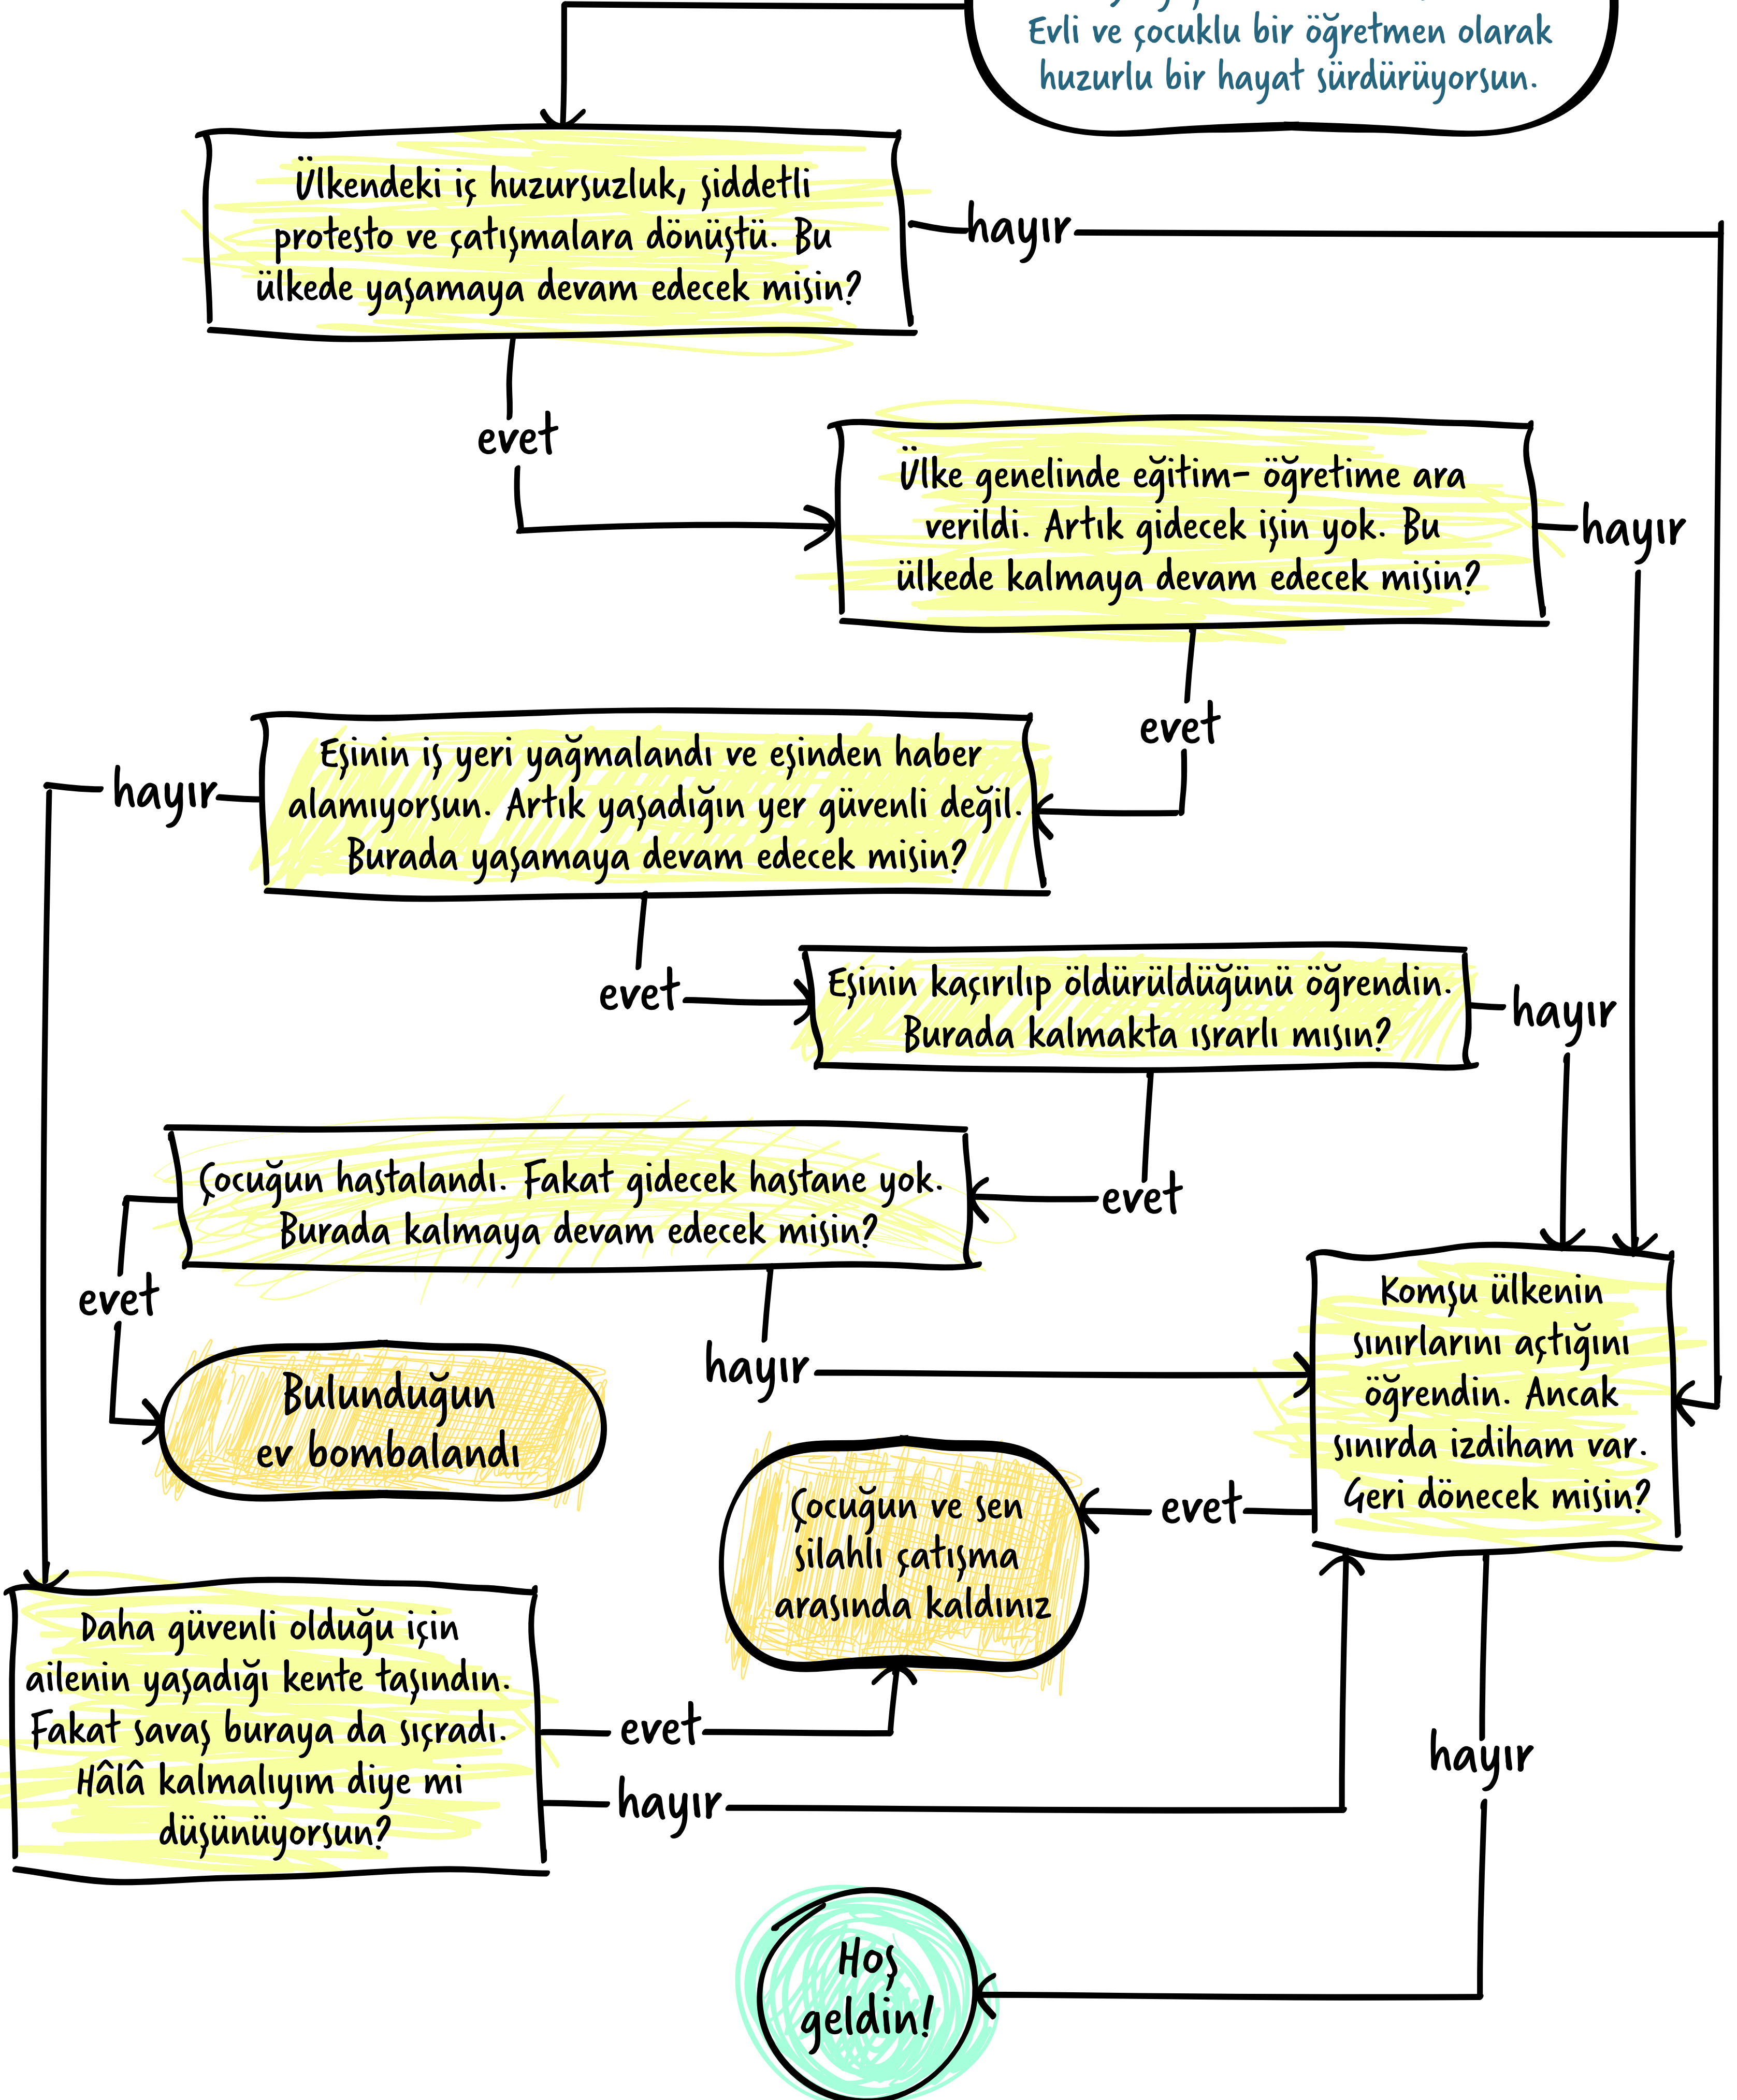 Evli ve çocuklu bir öğretmen olarak
huzurlu bir hayat sürdürüyorsun.
Ülkendeki iç huzursuzluk, şiddetli
protesto ve çatışmalara dönüştü. Bu
ülkede yaşamaya devam edecek misin?
hayır
evet
Ülke genelinde eğitim- öğretime ara
verildi. Artık gidecek işin yok. Bu
ülkede kalmaya devam edecek misin?
hayır
evet
Eşinin iş yeri yağmalandı ve eşinden haber
alamıyorsun. Artık yaşadığın yer güvenli değil.
Burada yaşamaya devam edecek misin?
hayır
evet
Eşinin kaçırılıp öldürüldüğünü öğrendin.
Burada kalmakta ısrarlı mısın?
hayır
evet
Çocuğun hastalandı. Fakat gidecek hastane yok.
Burada kalmaya devam edecek misin?
evet
hayır
Bulunduğun
ev bombalandı
Komşu ülkenin
sınırlarını açtığını
öğrendin. Ancak
sınırda izdiham var.
Geri dönecek misin?
evet
hayır
Çocuğun ve sen
silahlı çatışma
arasında kaldınız
Daha güvenli olduğu için
ailenin yaşadığı kente taşındın.
Fakat savaş buraya da sıçradı.
Hâlâ kalmalıyım diye mi
düşünüyorsun?
evet
hayır
Hoş
geldin!